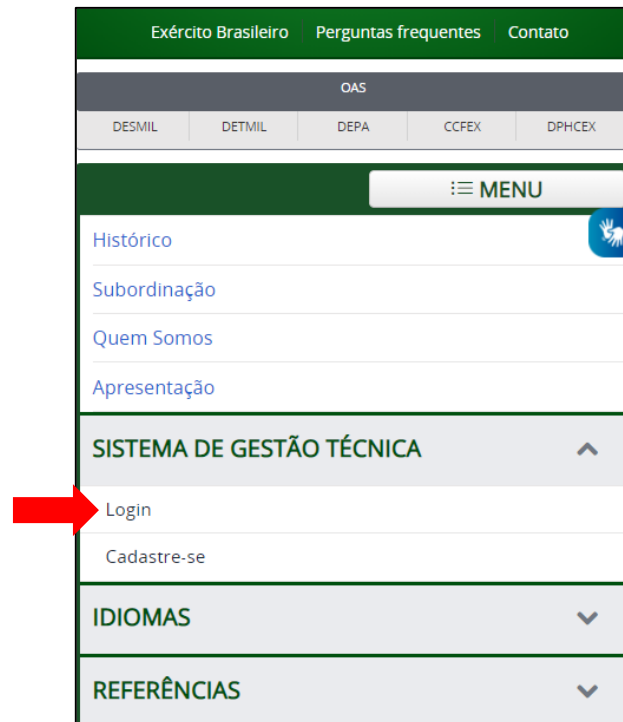 Exército Brasileiro Perguntas frequentes Contato
OAS
DESMIL DETMIL DEPA CCFEX DPHCEX
MENU
Histórico
Subordinação
Quem Somos
Apresentação
SISTEMA DE GESTÃO TÉCNICA
Login
Cadastre-se
IDIOMAS
REFERÊNCIAS